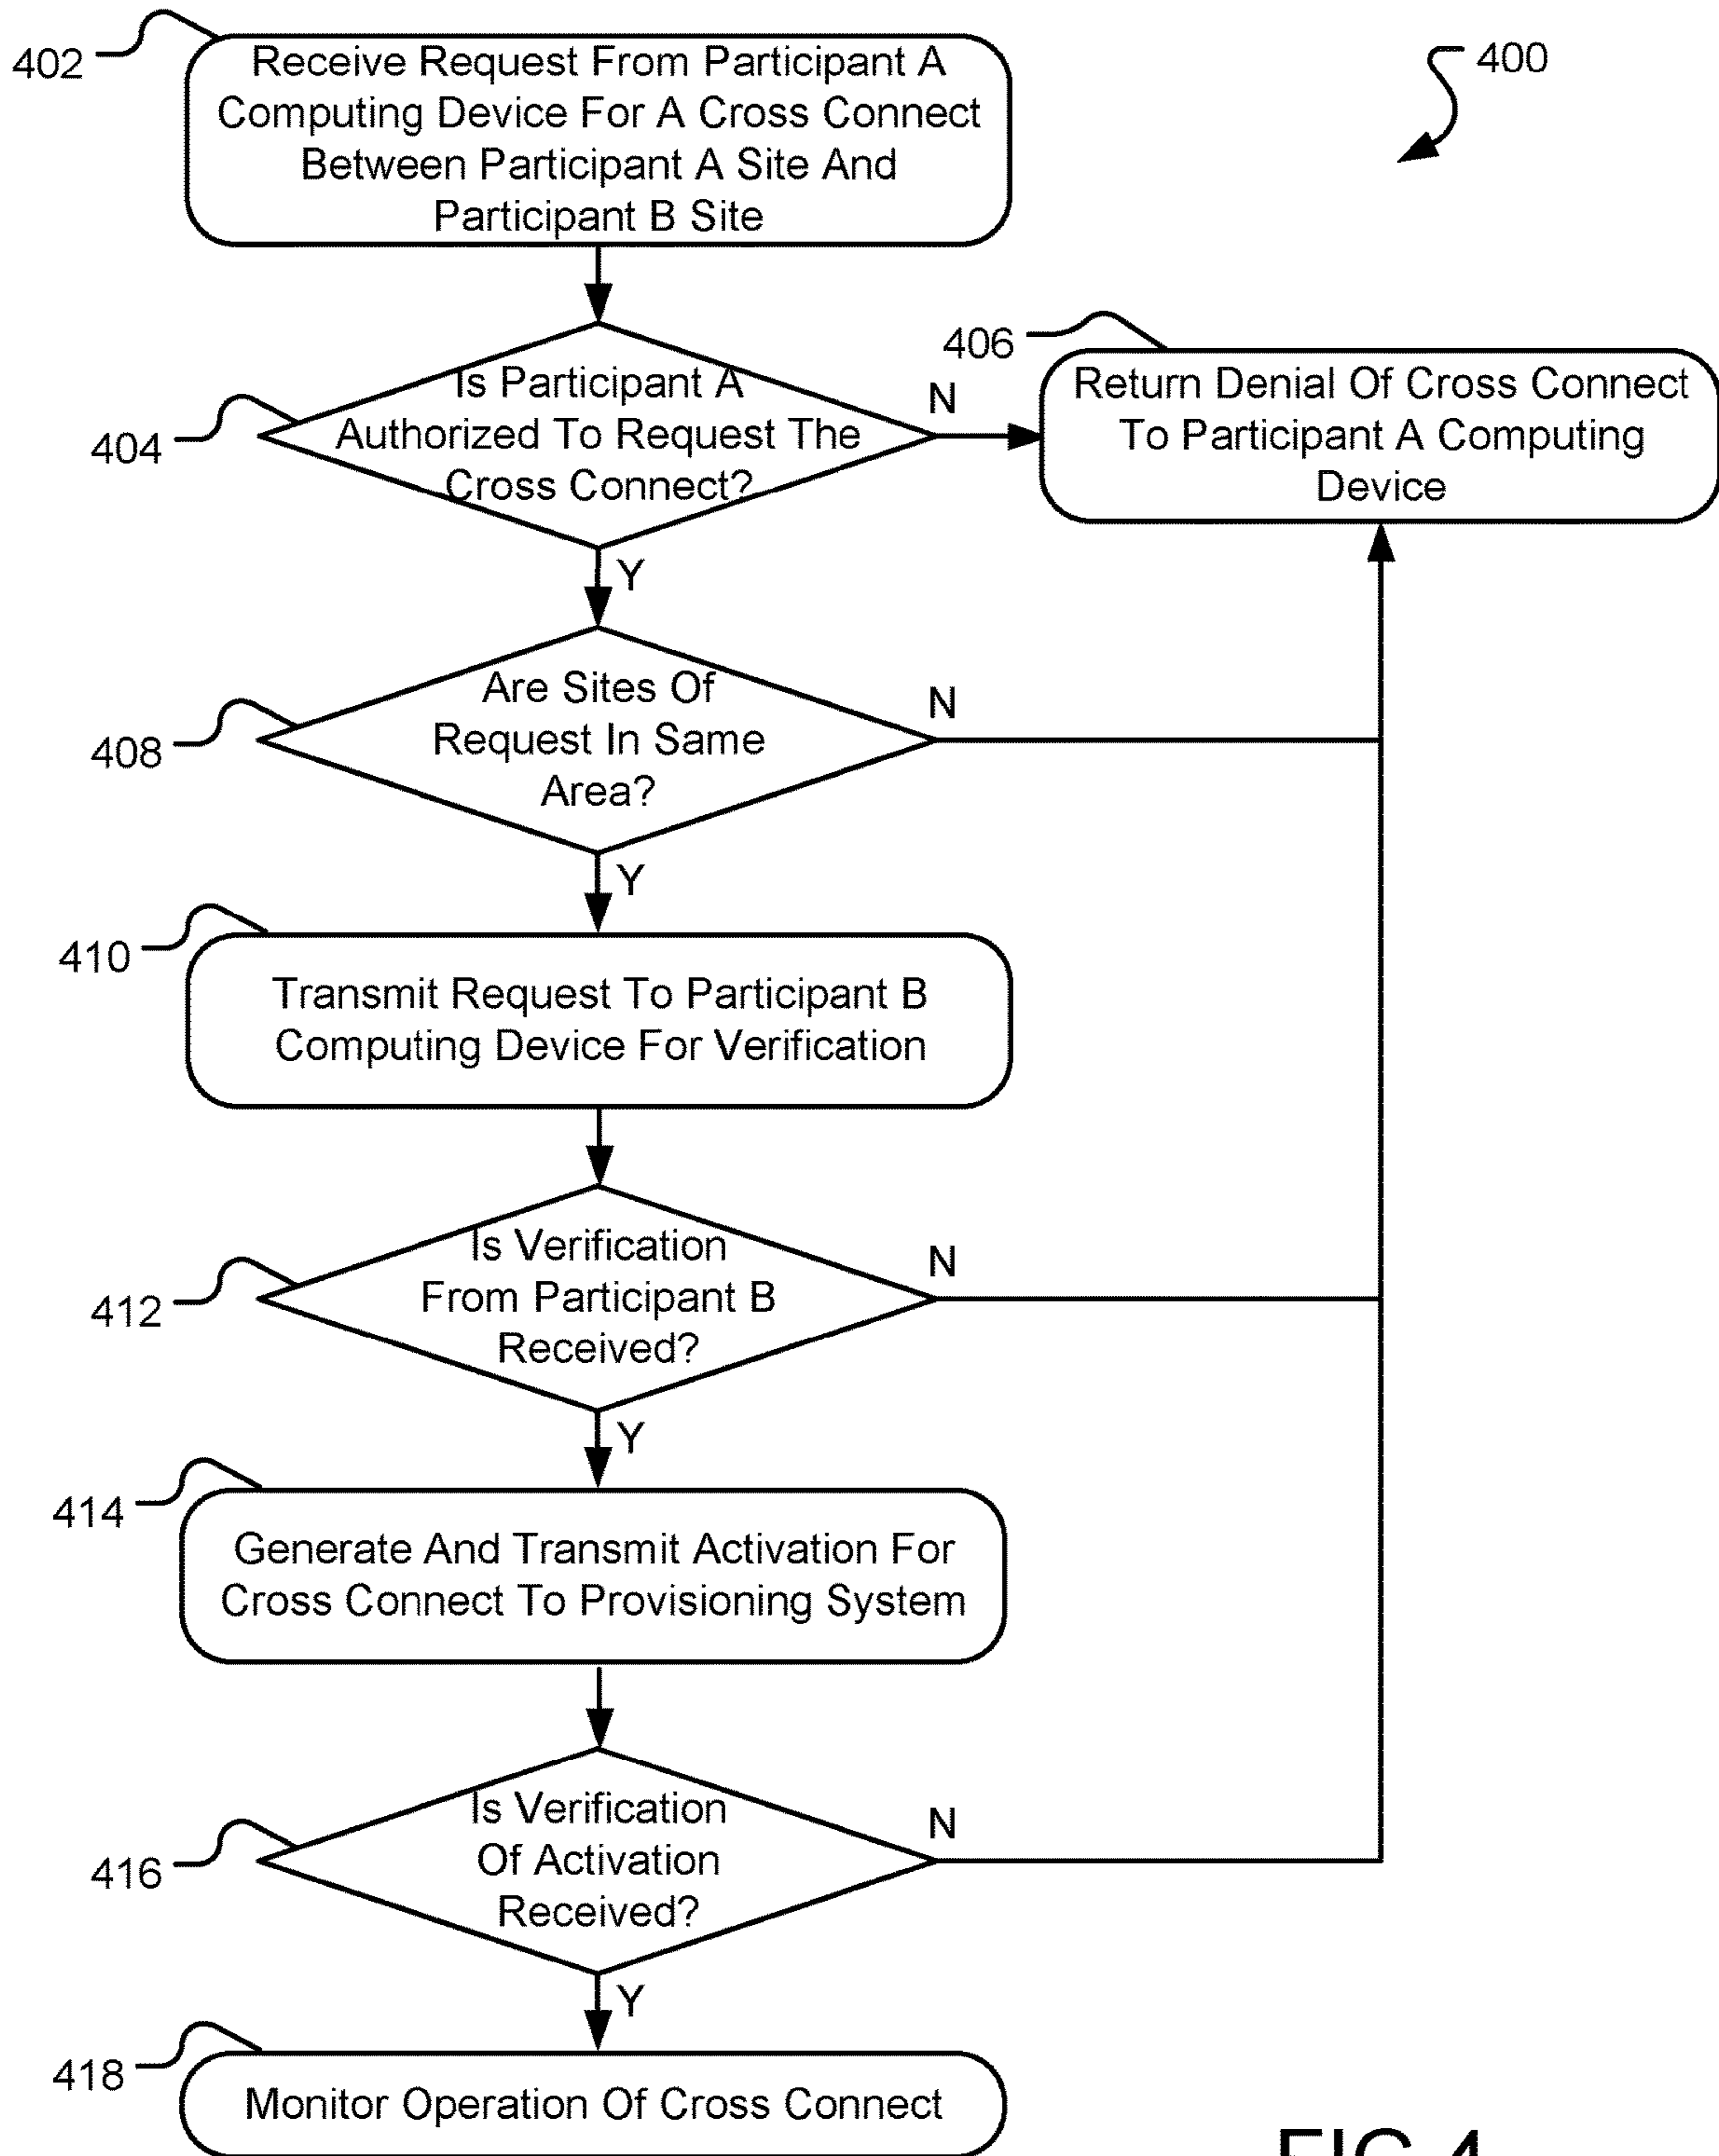 402
Receive Request From Participant A
Computing Device For A Cross Connect
Between Participant A Site And
Participant B Site
400
404
Is Participant A
Authorized To Request The
Cross Connect?
N
Y
406
Return Denial Of Cross Connect
To Participant A Computing
Device
408
Are Sites Of
Request In Same
Area?
N
Y
410
Transmit Request To Participant B
Computing Device For Verification
412
Is Verification
From Participant B
Received?
N
Y
414
Generate And Transmit Activation For
Cross Connect To Provisioning System
416
Is Verification
Of Activation
Received?
N
Y
418
Monitor Operation Of Cross Connect
FIG.4